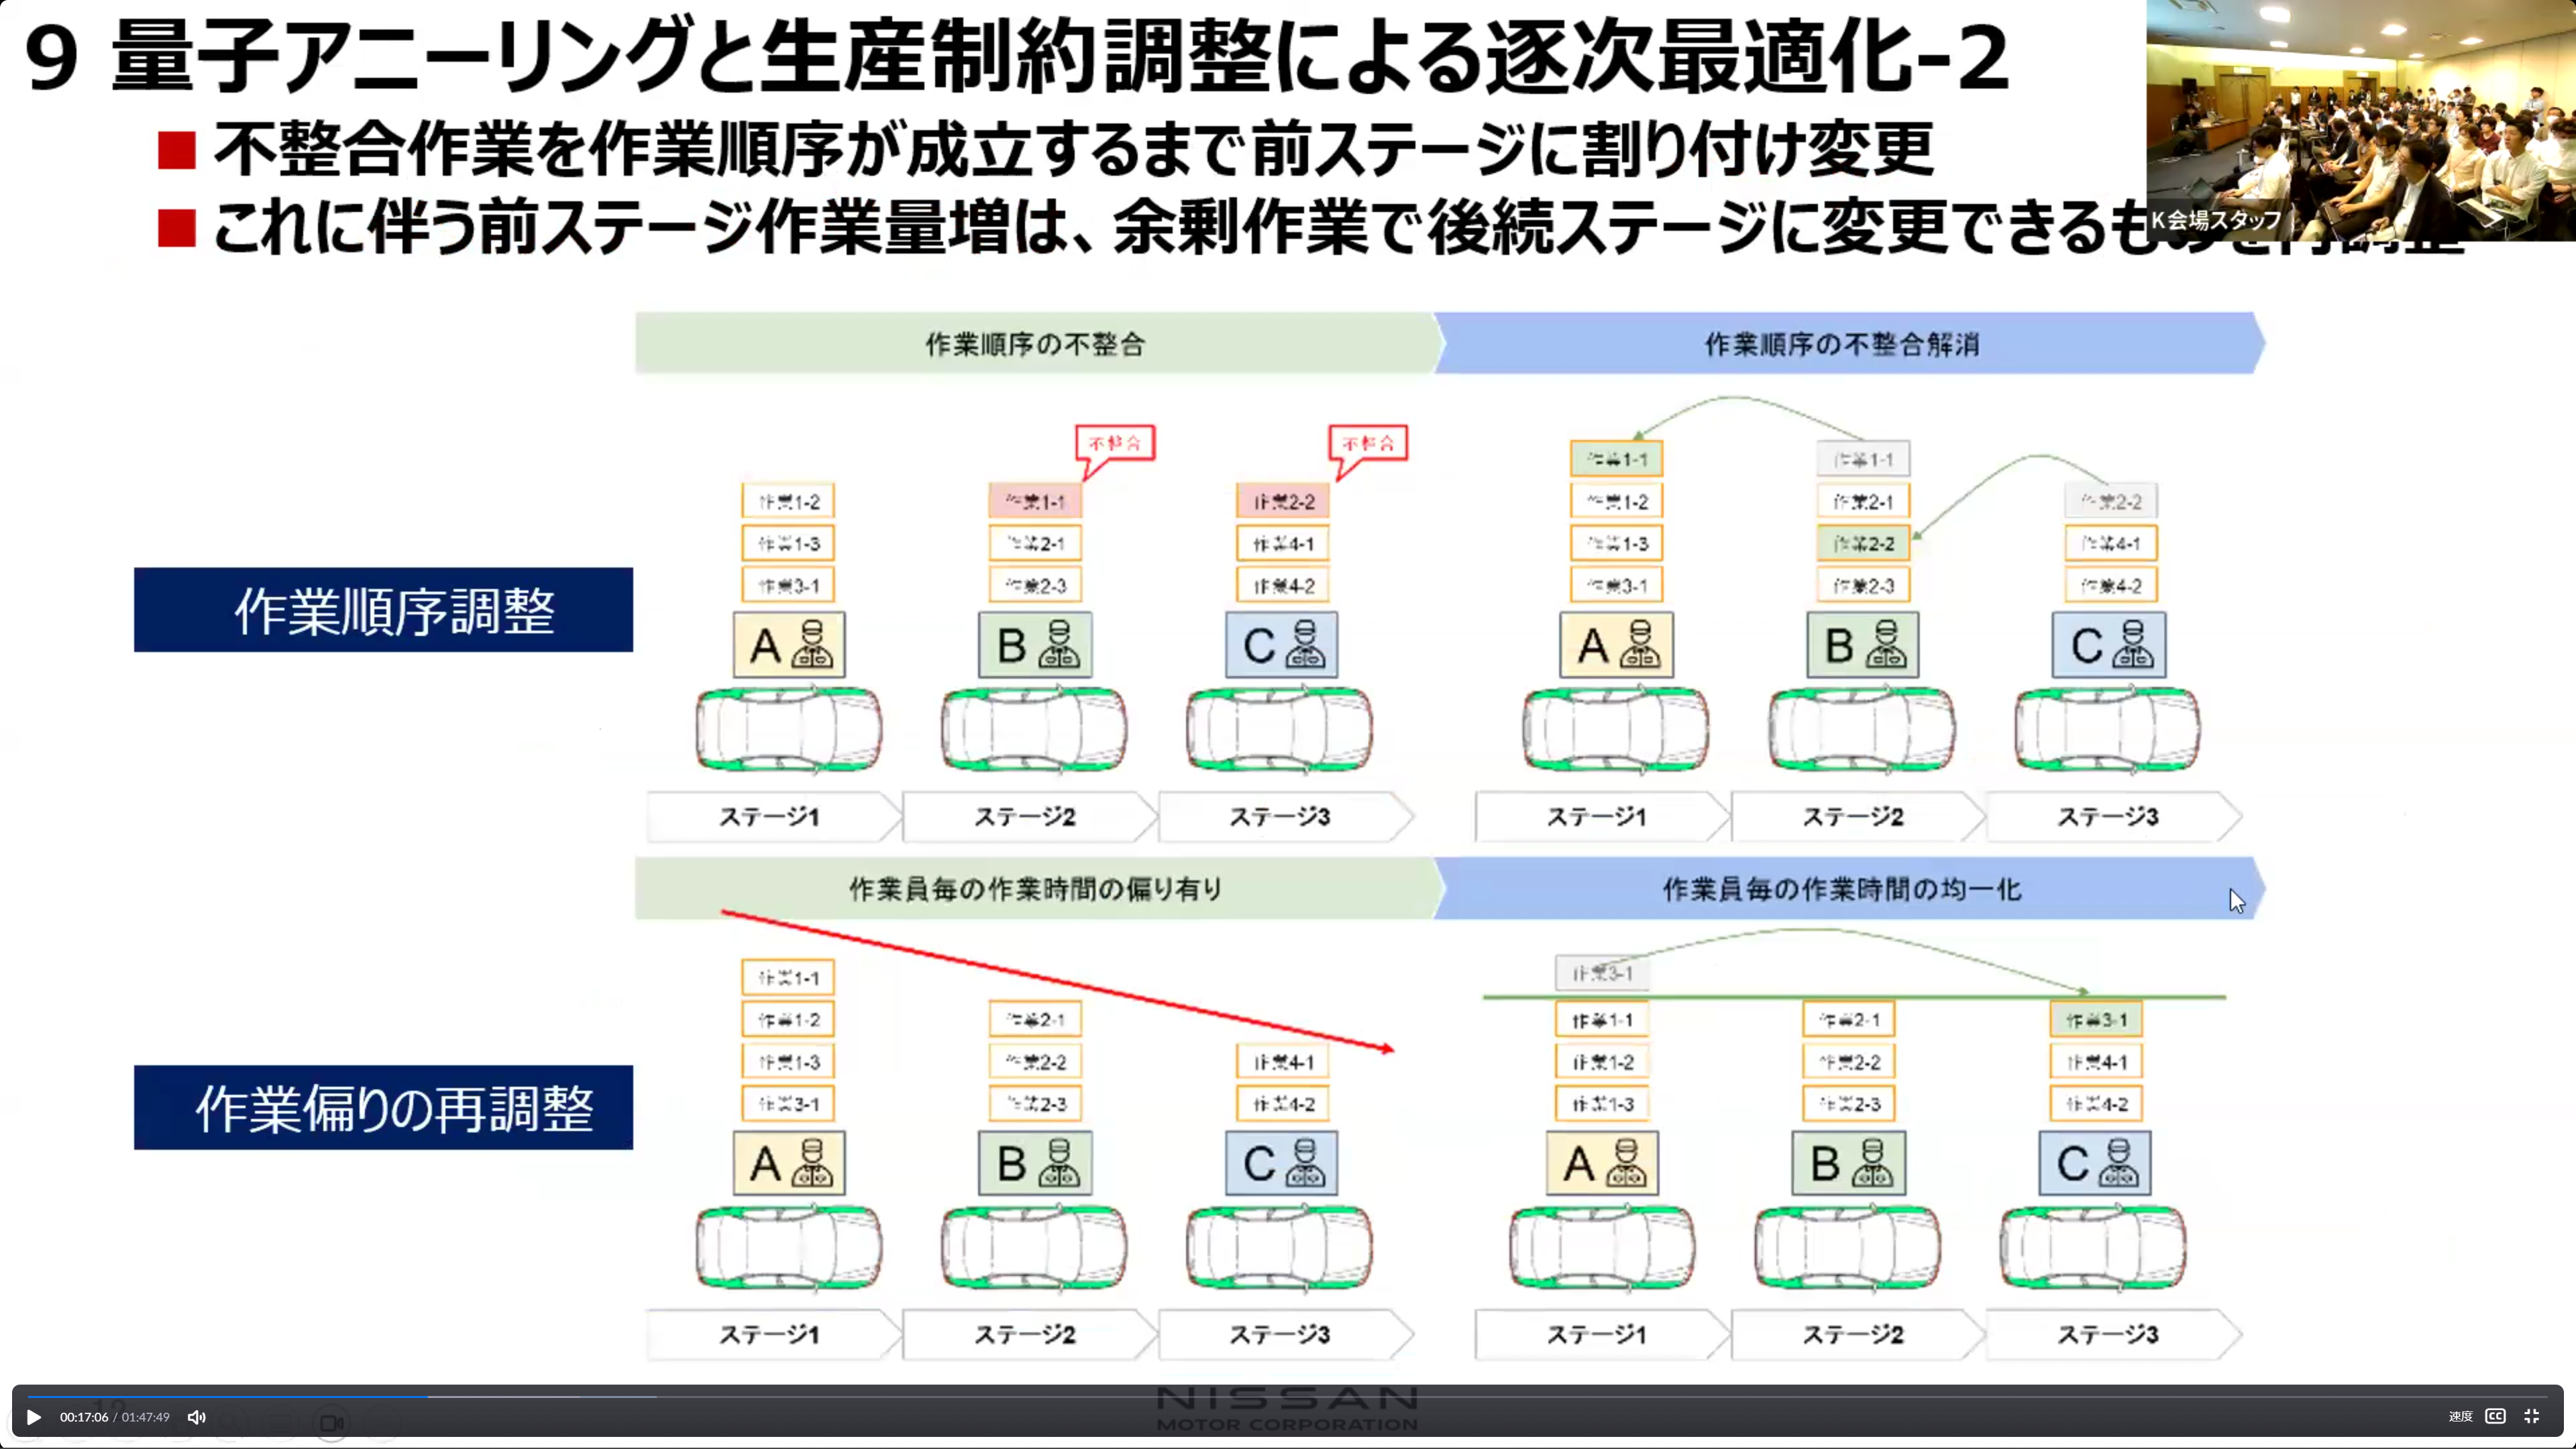 9 量子アニーリングと生産制約調整による逐次最適化-2
■ 不整合作業を作業順序が成立するまで前ステージに割り付け変更
■ これに伴う前ステージ作業量増は、余剰作業で後続ステージに変更できるも
K会場スタッフ
作業順序の不整合
作業順序の不整合解消
不整合
不整合
作業1-1
作業1-1
作業1-2
作業1-1
作業2-2
作業1-2
作業2-1
作業2-2
作業1-3
作業2-1
作業4-1
作業1-3
作業2-2
作業4-1
作業3-1
作業2-3
作業4-2
作業3-1
作業2-3
作業4-2
作業順序調整
A
B
C
A
B
C
ステージ1
ステージ2
ステージ3
ステージ1
ステージ2
ステージ3
作業員毎の作業時間の偏り有り
作業員毎の作業時間の均一化
作業1-1
作業3-1
作業1-2
作業2-1
作業1-1
作業2-1
作業3-1
作業1-3
作業2-2
作業4-1
作業1-2
作業2-2
作業4-1
作業3-1
作業2-3
作業4-2
作業1-3
作業2-3
作業4-2
作業偏りの再調整
A
B
C
A
B
C
ステージ1
ステージ2
ステージ3
ステージ1
ステージ2
ステージ3
NISSAN
MOTOR CORPORATION
00:17:06 / 01:47:49
速度
CC